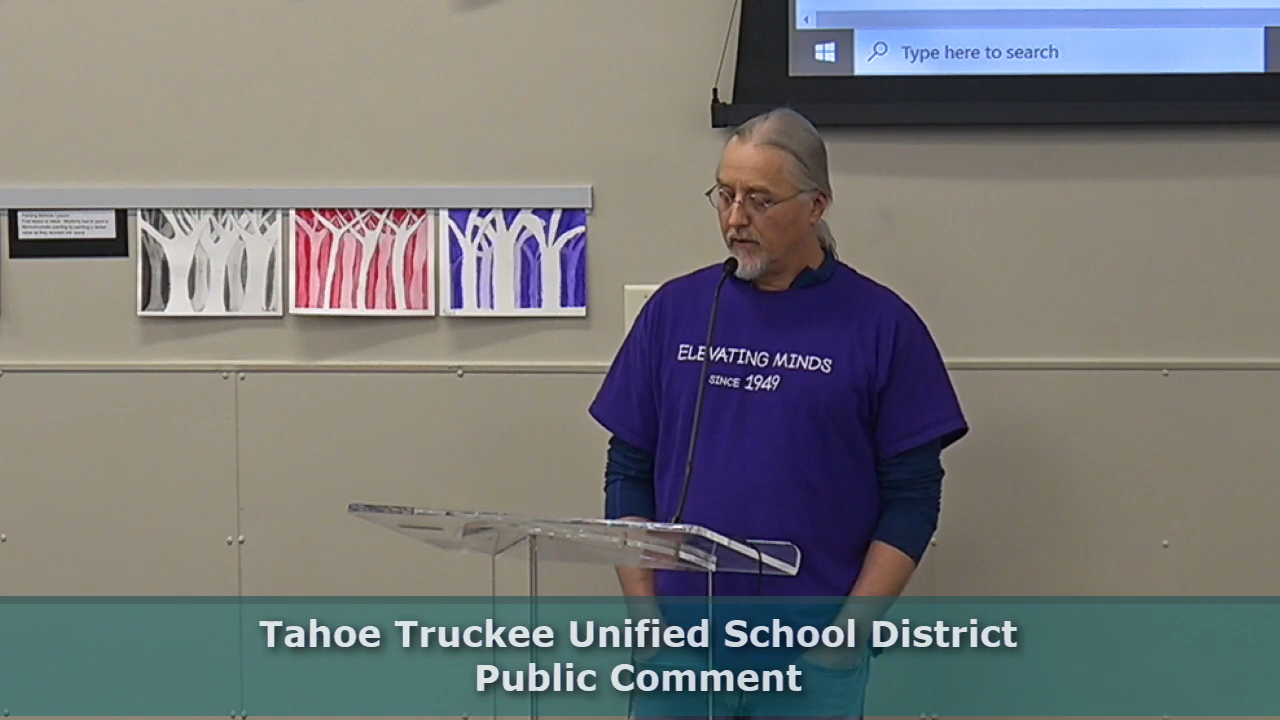 Type here to search
ELEVATING MINDS
SINCE 1949
Tahoe Truckee Unified School District
Public Comment